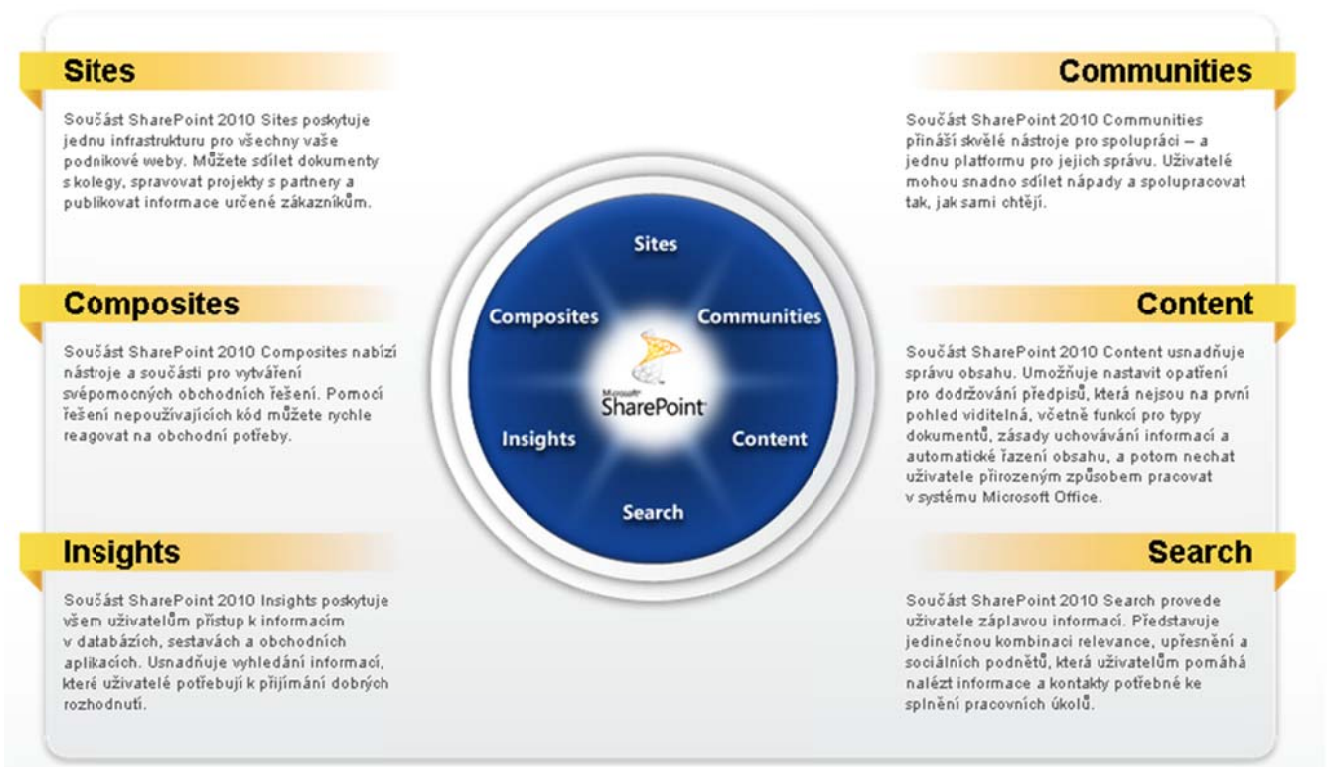 Sites
Součást SharePoint 2010 Sites poskytuje
jednu infrastrukturu pro všechny vaše
podnikové weby. Můžete sdílet dokumenty
s kolegy, spravovat projekty s partnery a
publikovat informace určené zákazníkům.
Composites
Součást SharePoint 2010 Composites nabízí
nástroje a součásti pro vytváření
svépomocných obchodních řešení. Pomocí
řešení nepoužívajících kód můžete rychle
reagovat na obchodní potřeby.
Insights
Součást SharePoint 2010 Insights poskytuje
všem uživatelům přístup k informacím
v databázích, sestavách a obchodních
aplikacích. Usnadňuje vyhledání informací,
které uživatelé potřebují k přijímání dobrých
rozhodnutí.
Sites
Composites
Communities
Microsoft
SharePoint
Insights
Content
Search
Communities
Součást SharePoint 2010 Communities
přináší skvělé nástroje pro spolupráci – a
jednu platformu pro jejich správu. Uživatelé
mohou snadno sdílet nápady a spolupracovat
tak, jak sami chtějí.
Content
Součást SharePoint 2010 Content usnadňuje
správu obsahu. Umožňuje nastavit opatření
pro dodržování předpisů, která nejsou na první
pohled viditelná, včetně funkcí pro typy
dokumentů, zásady uchovávání informací a
automatické řazení obsahu, a potom nechat
uživatele přirozeným způsobem pracovat
v systému Microsoft Office.
Search
Součást SharePoint 2010 Search provede
uživatele záplavou informací. Představuje
jedinečnou kombinaci relevance, upřesnění a
sociálních podnětů, která uživatelům pomáhá
nalézt informace a kontakty potřebné ke
splnění pracovních úkolů.